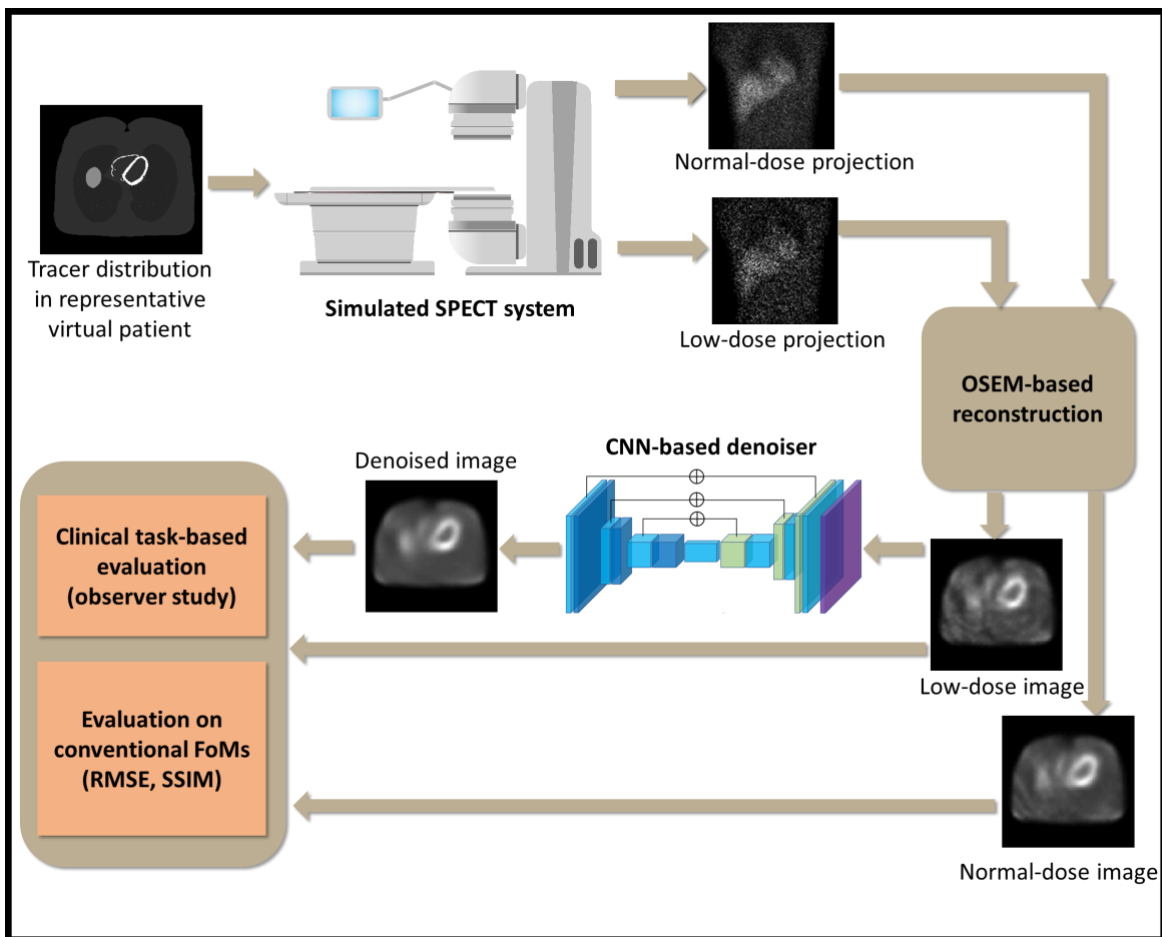 Normal-dose projection
Tracer distribution
in representative
virtual patient
Simulated SPECT system
Low-dose projection
OSEM-based
reconstruction
CNN-based denoiser
Denoised image
Clinical task-based
evaluation
(observer study)
Low-dose image
Evaluation on
conventional FoMs
(RMSE, SSIM)
Normal-dose image